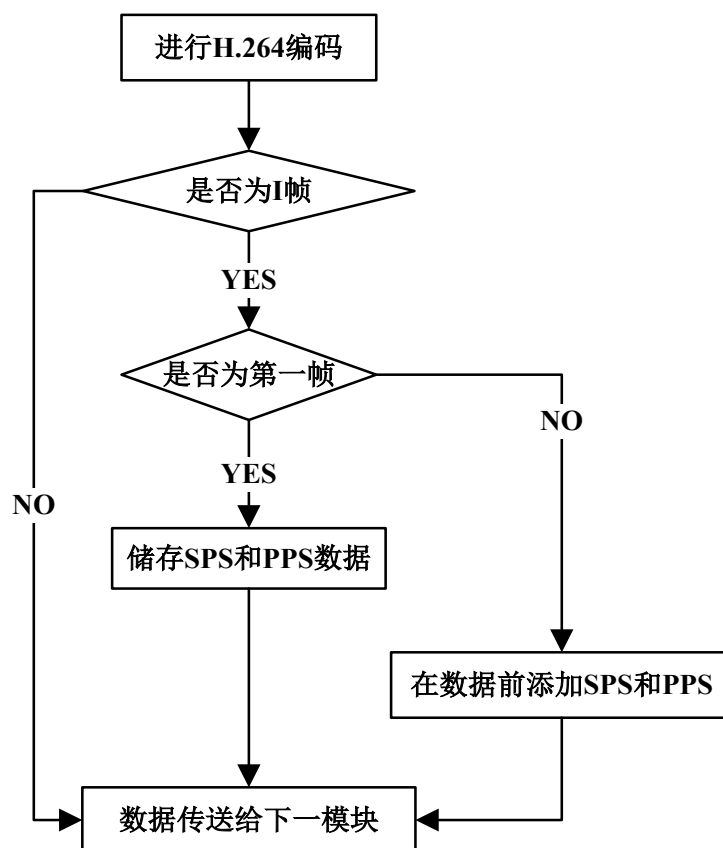 进行H.264编码
是否为I帧
YES
是否为第一帧
NO
YES
NO
储存SPS和PPS数据
在数据前添加SPS和PPS
数据传送给下一模块